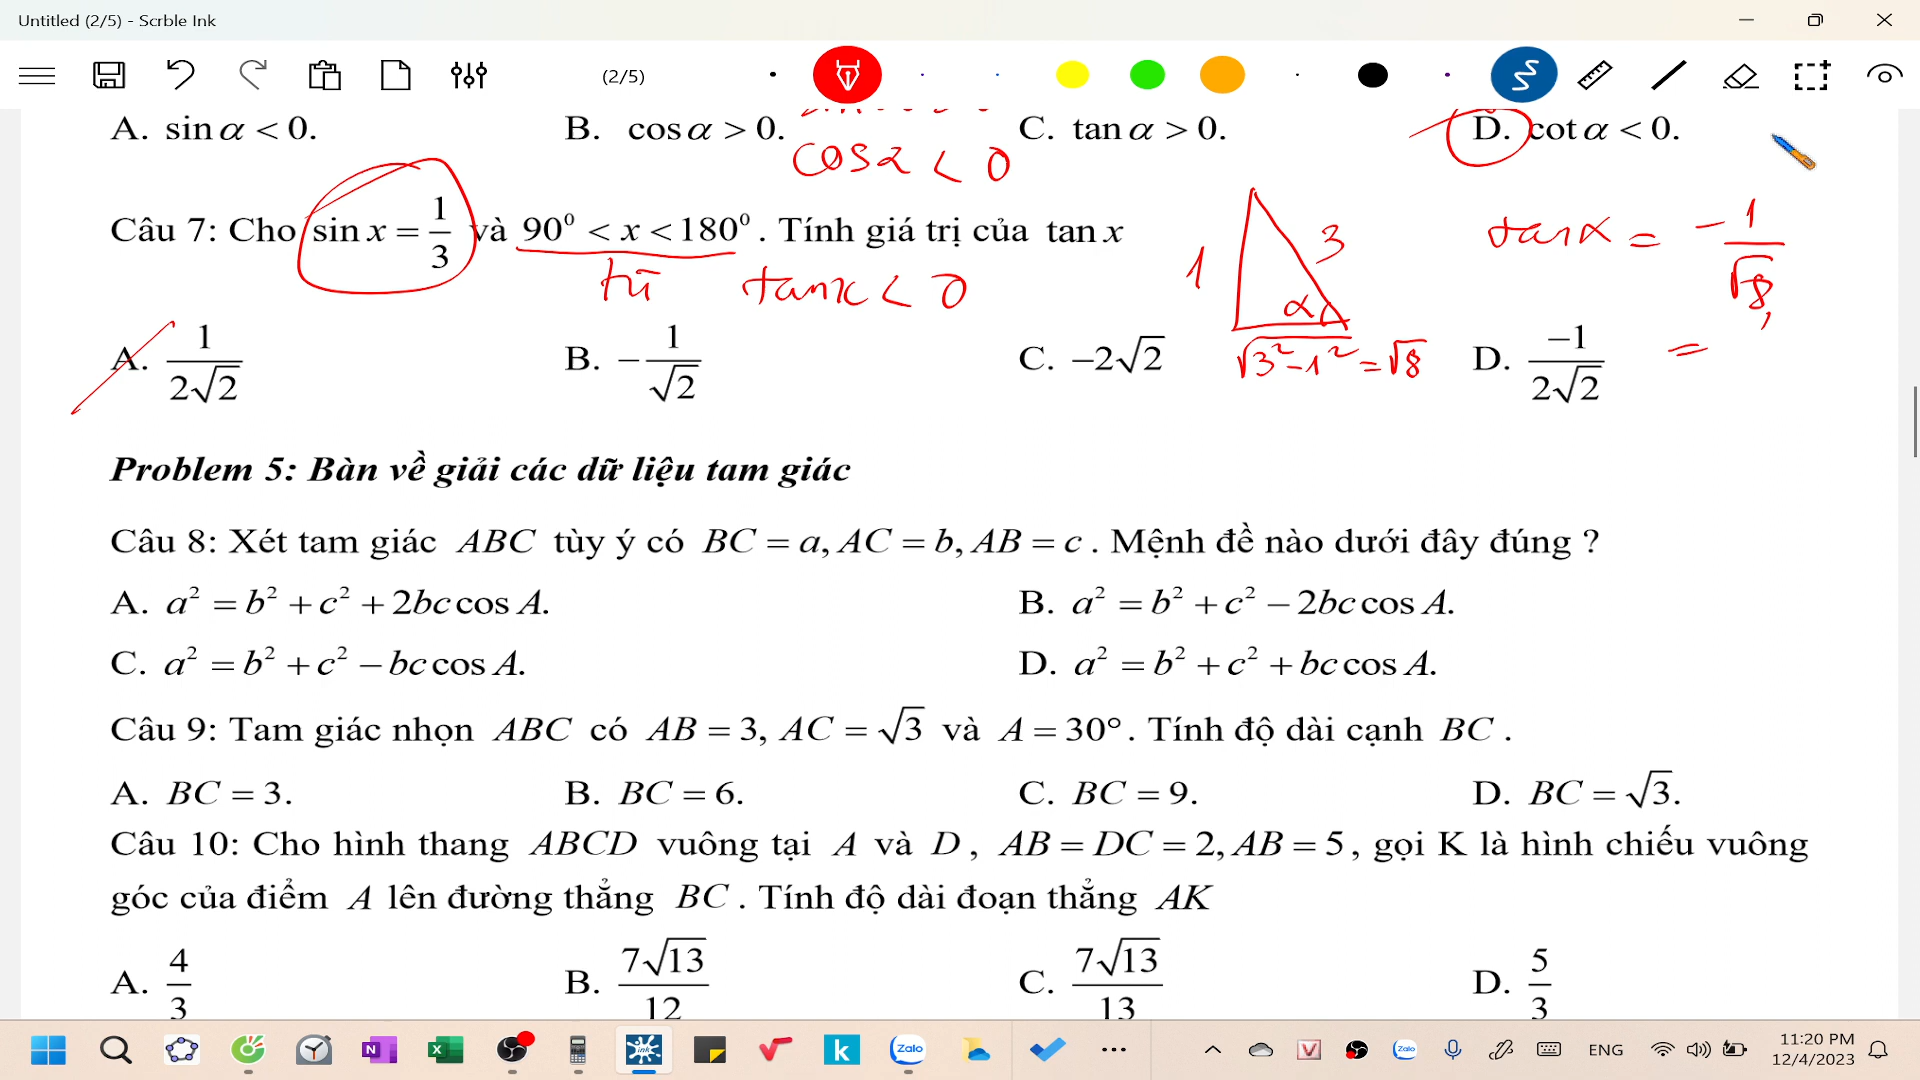 Untitled (2/5) - Scrble Ink
(2/5)
A. sin α < 0. B. cos α > 0. C. tan α > 0. D. cot α < 0.
cos α < 0
Câu 7: Cho sin x = 1/3 và 90⁰ < x < 180⁰. Tính giá trị của tan x
tù tan x < 0
1 3 α
√3² − 1² = √8
tan α = − 1/√8
=
A. 1/(2√2) B. −1/√2 C. −2√2 D. −1/(2√2)
Problem 5: Bàn về giải các dữ liệu tam giác
Câu 8: Xét tam giác ABC tùy ý có BC = a, AC = b, AB = c. Mệnh đề nào dưới đây đúng ?
A. a² = b² + c² + 2bc cos A. B. a² = b² + c² − 2bc cos A.
C. a² = b² + c² − bc cos A. D. a² = b² + c² + bc cos A.
Câu 9: Tam giác nhọn ABC có AB = 3, AC = √3 và A = 30°. Tính độ dài cạnh BC.
A. BC = 3. B. BC = 6. C. BC = 9. D. BC = √3.
Câu 10: Cho hình thang ABCD vuông tại A và D, AB = DC = 2, AB = 5, gọi K là hình chiếu vuông
góc của điểm A lên đường thẳng BC. Tính độ dài đoạn thẳng AK
A. 4/3 B. 7√13/12 C. 7√13/13 D. 5/3
ENG
11:20 PM
12/4/2023